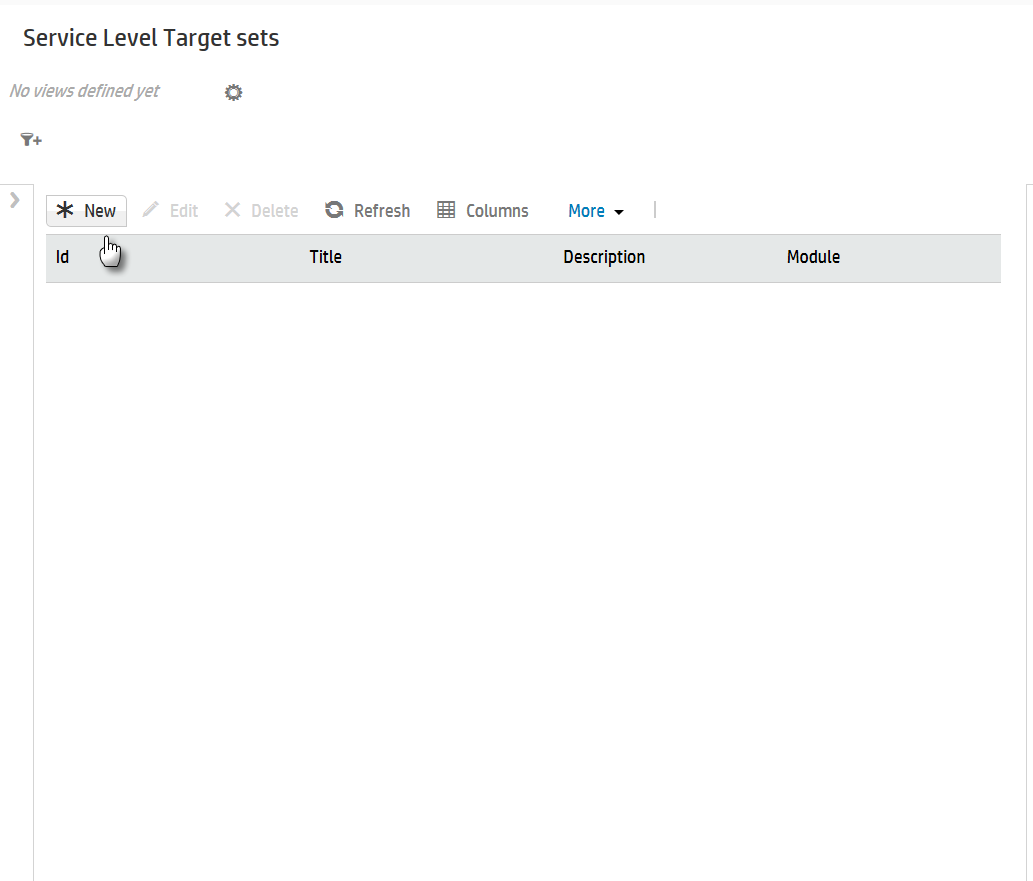 Service Level Target sets
No views defined yet
New Edit Delete Refresh Columns More
Id Title Description Module